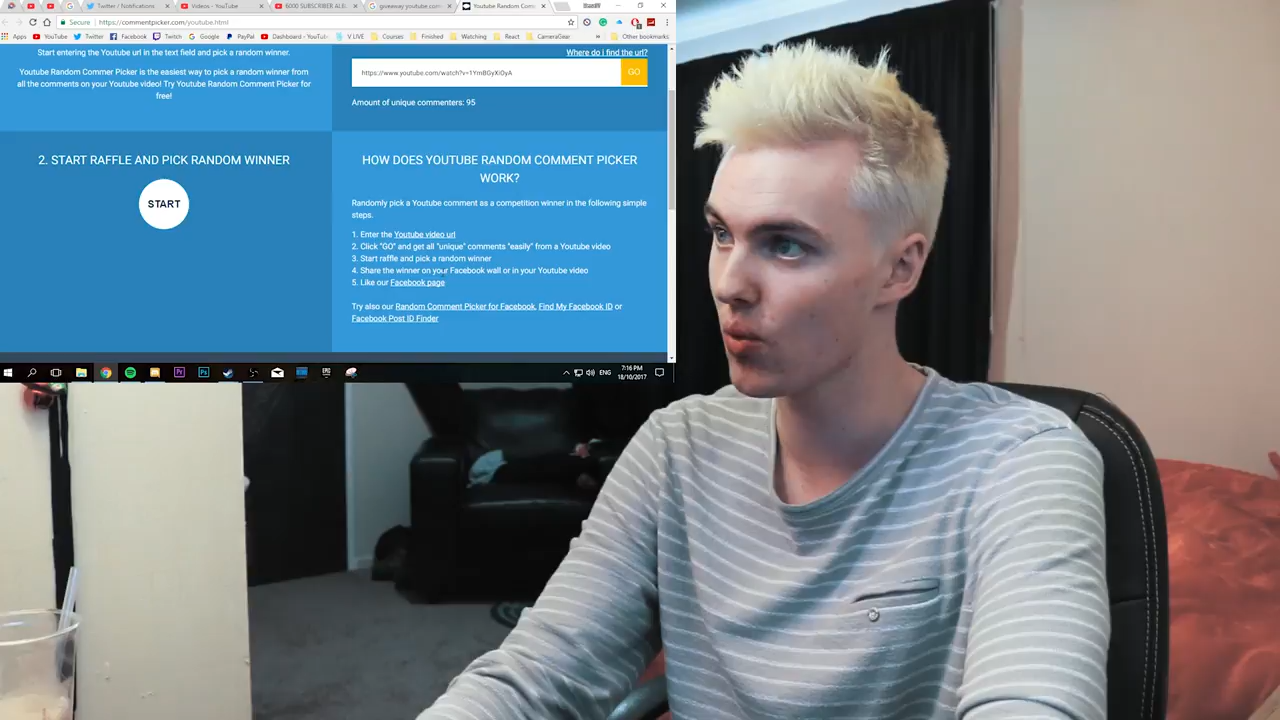 Twitter / Notifications
Videos - YouTube
6000 SUBSCRIBER ALB
giveaway youtube.com
Youtube Random Com
Secure
https://commentpicker.com/youtube.html
Apps
YouTube
Twitter
Facebook
Twitch
Google
PayPal
Dashboard - YouTub
V LIVE
Courses
Finished
Watching
React
CameraGear
Other bookmarks
Start entering the Youtube url in the text field and pick a random winner.
Youtube Random Commer Picker is the easiest way to pick a random winner from
all the comments on your Youtube video! Try Youtube Random Comment Picker for
free!
Where do i find the url?
GO
Amount of unique commenters: 95
2. START RAFFLE AND PICK RANDOM WINNER
START
HOW DOES YOUTUBE RANDOM COMMENT PICKER
WORK?
Randomly pick a Youtube comment as a competition winner in the following simple
steps.
1. Enter the Youtube video url
2. Click "GO" and get all "unique" comments "easily" from a Youtube video
3. Start raffle and pick a random winner
4. Share the winner on your Facebook wall or in your Youtube video
5. Like our Facebook page
Try also our Random Comment Picker for Facebook, Find My Facebook ID or
Facebook Post ID Finder
ENG
7:16 PM
18/10/2017